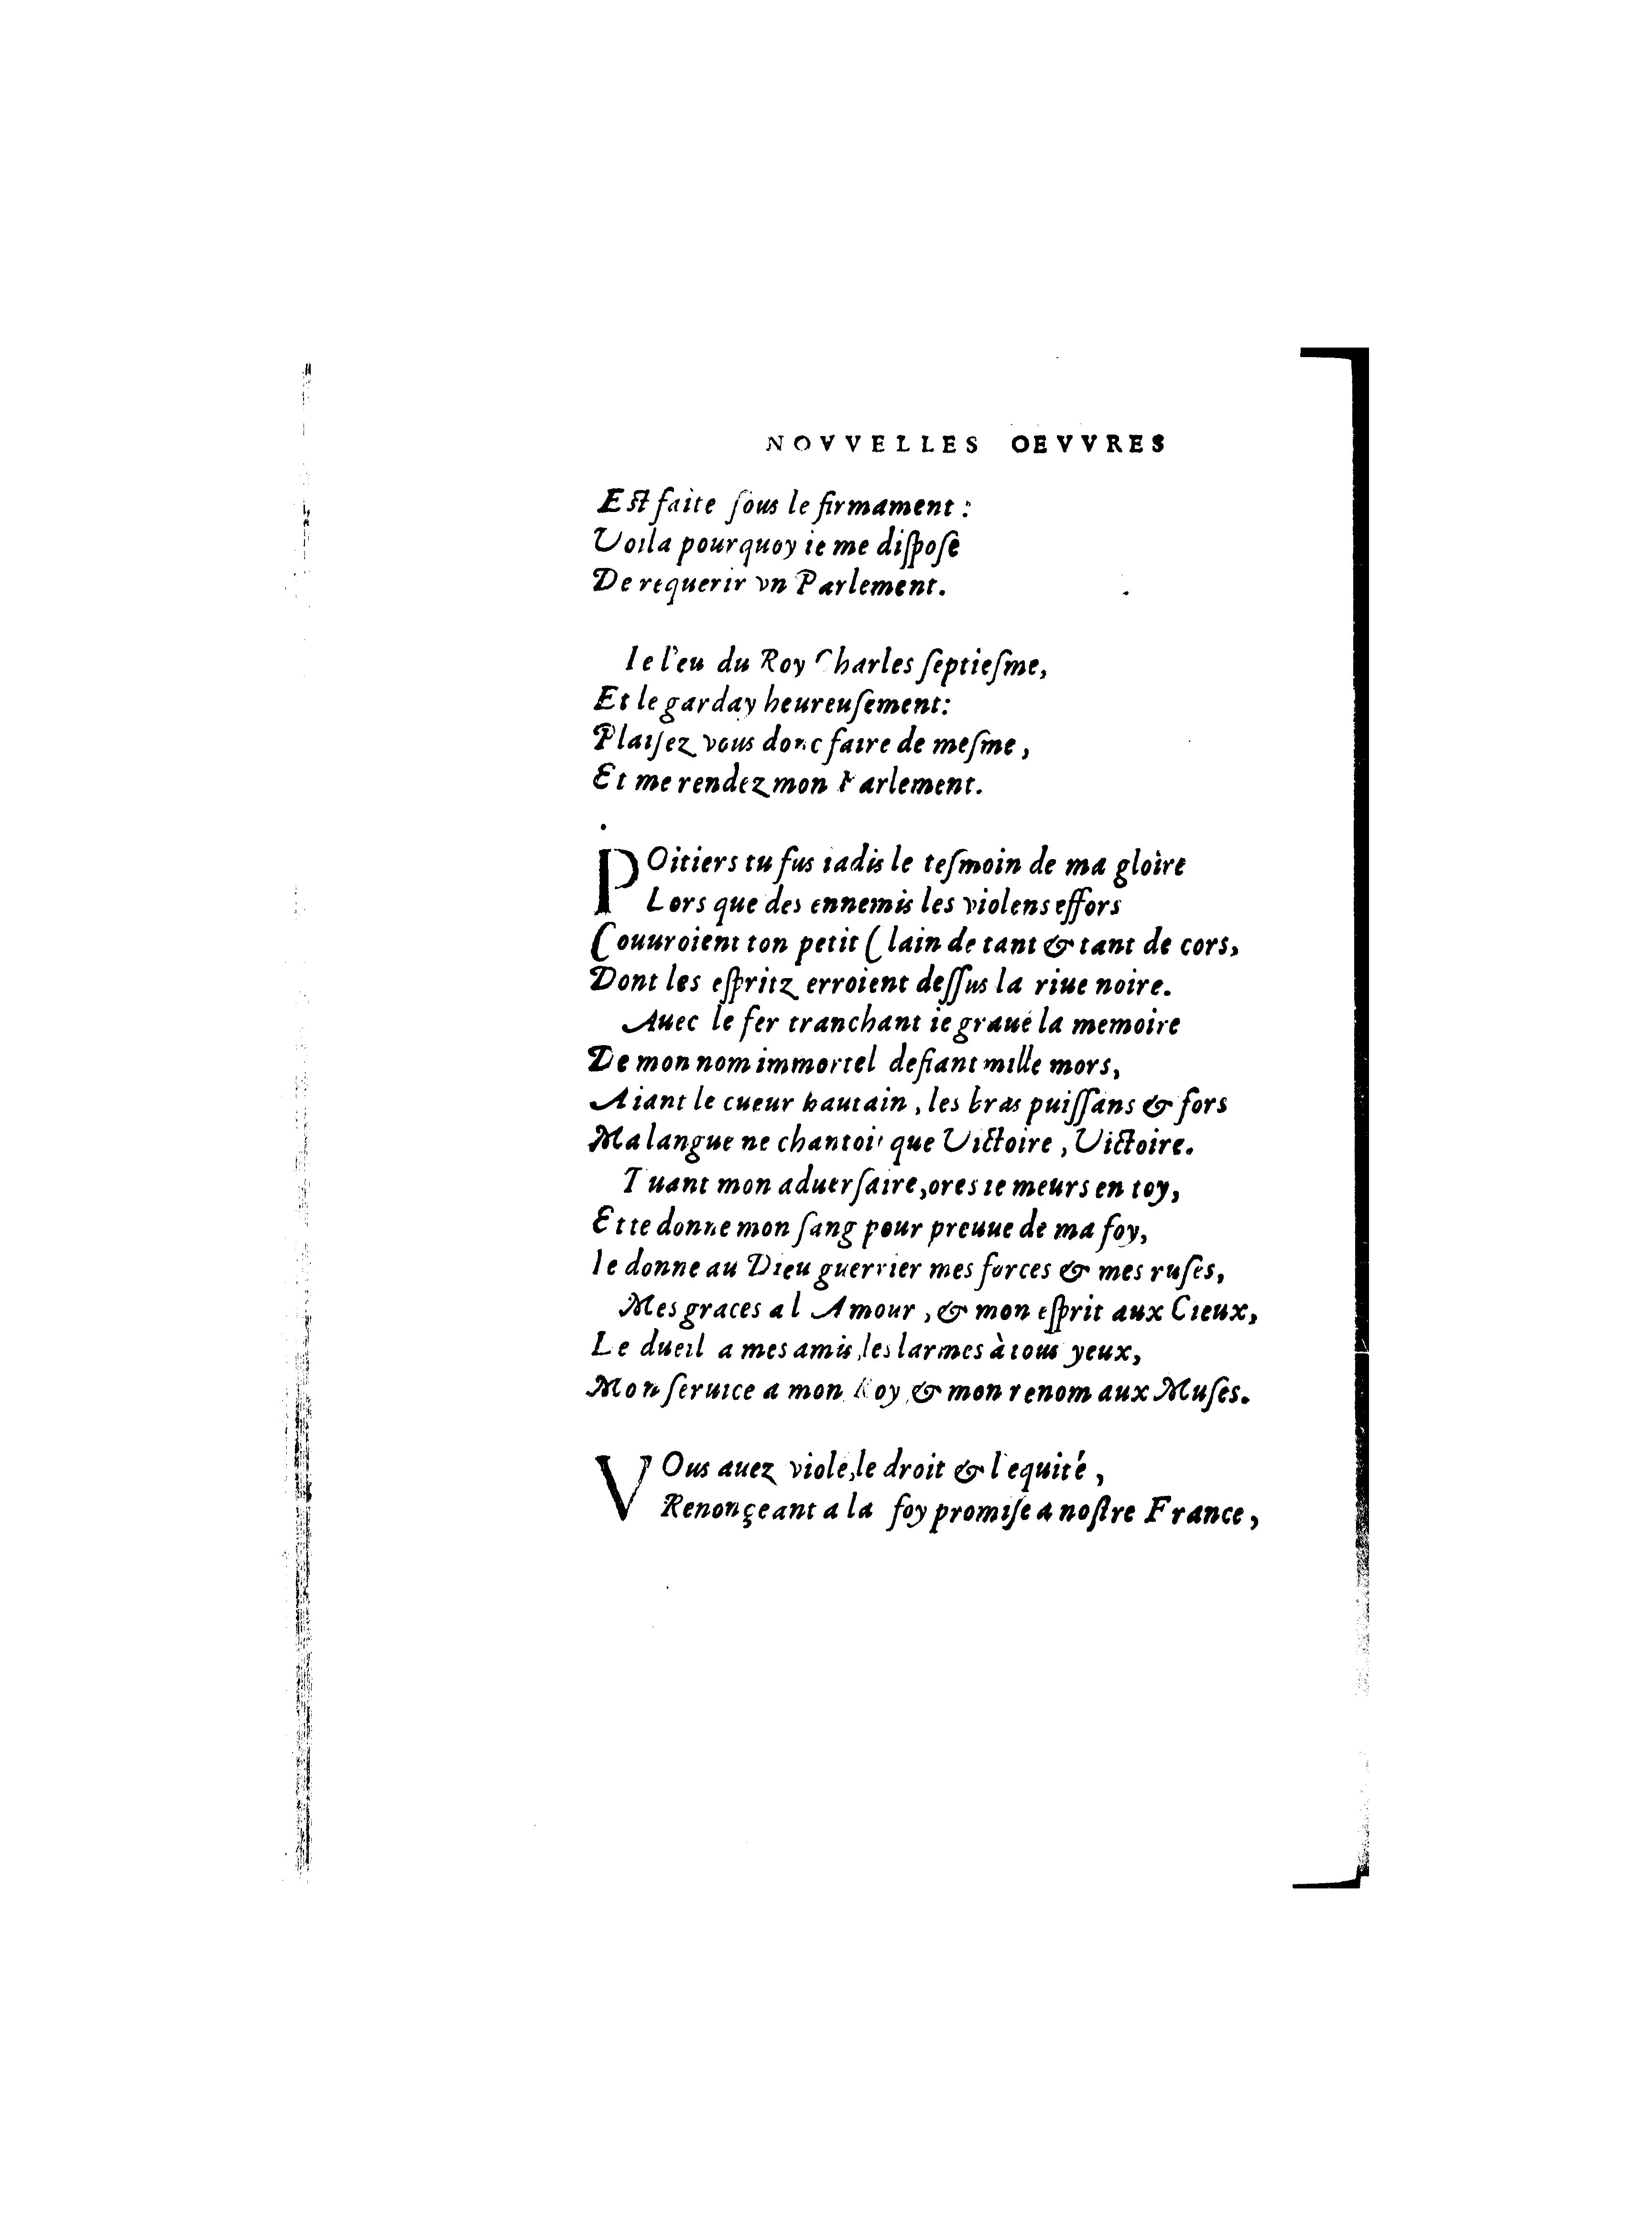 NOVVELLES OEVVRES
Est faite ſous le firmament :
Voila pourquoy ie me diſpoſe
De requerir vn Parlement.
Ie l'eu du Roy Charles ſeptieſme,
Et le garday heureuſement:
Plaiſez vous donc faire de meſme,
Et me rendez mon Parlement.
POitiers tu fus iadis le teſmoin de ma gloire
Lors que des ennemis les violens effors
Couuroient ton petit Clain de tant & tant de cors,
Dont les eſpritz erroient deſſus la riue noire.
Auec le fer tranchant ie graué la memoire
De mon nom immortel defiant mille mors,
Aiant le cueur hautain, les bras puiſſans & fors
Ma langue ne chantoit que Victoire, Victoire.
Tuant mon aduerſaire, ores ie meurs en toy,
Et te donne mon ſang pour preuue de ma foy,
Ie donne au Dieu guerrier mes forces & mes ruſes,
Mes graces a l Amour, & mon eſprit aux Cieux,
Le dueil a mes amis, les larmes à tous yeux,
Mon ſeruice a mon Roy, & mon renom aux Muſes.
VOus auez viole, le droit & l'equité,
Renonçeant a la foy promiſe a noſtre France,